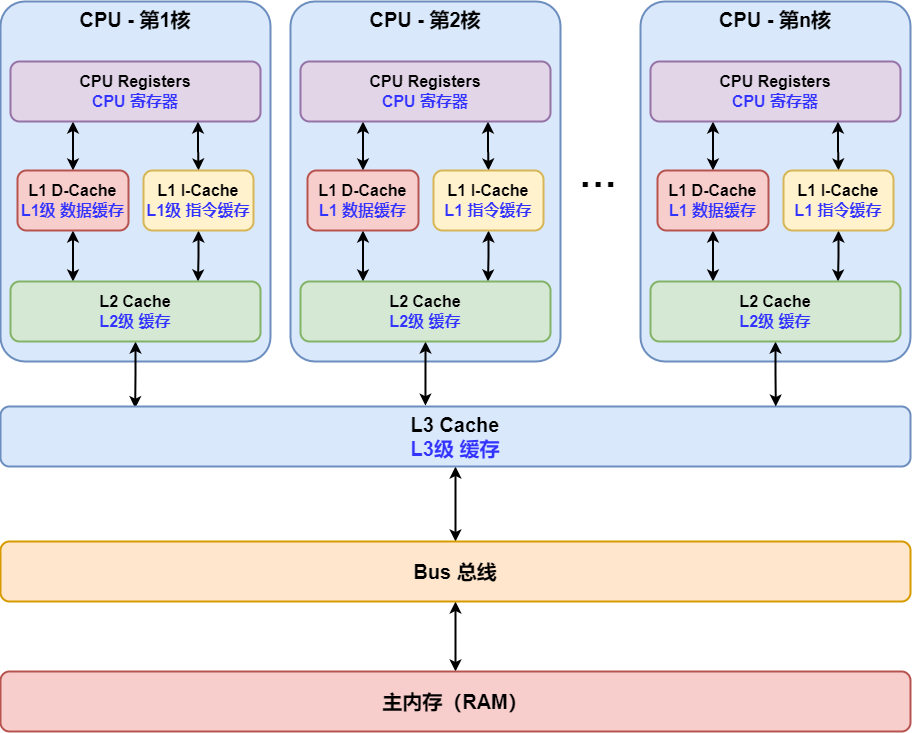 CPU - 第1核
CPU Registers
CPU 寄存器
L1 D-Cache
L1级 数据缓存
L1 I-Cache
L1级 指令缓存
L2 Cache
L2级 缓存
CPU - 第2核
CPU Registers
CPU 寄存器
L1 D-Cache
L1 数据缓存
L1 I-Cache
L1 指令缓存
L2 Cache
L2级 缓存
...
CPU - 第n核
CPU Registers
CPU 寄存器
L1 D-Cache
L1 数据缓存
L1 I-Cache
L1 指令缓存
L2 Cache
L2级 缓存
L3 Cache
L3级 缓存
Bus 总线
主内存（RAM）